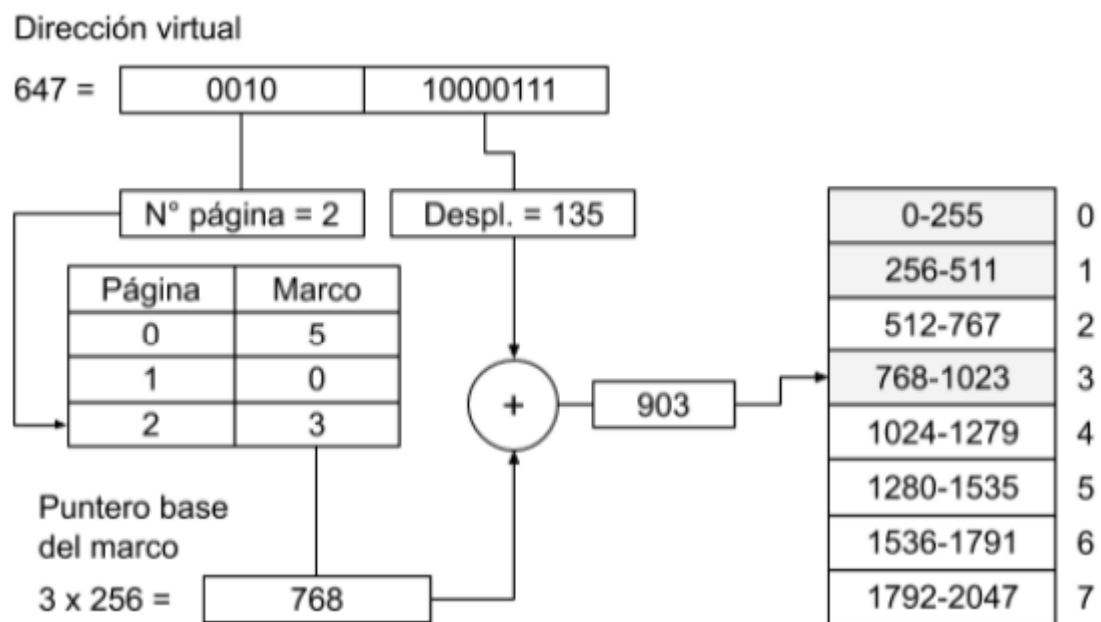 Dirección virtual
647 = 0010 10000111
N° página = 2 Despl. = 135
Página Marco
0 5
1 0
2 3
Puntero base
del marco
3 x 256 = 768
+
903
0-255 0
256-511 1
512-767 2
768-1023 3
1024-1279 4
1280-1535 5
1536-1791 6
1792-2047 7